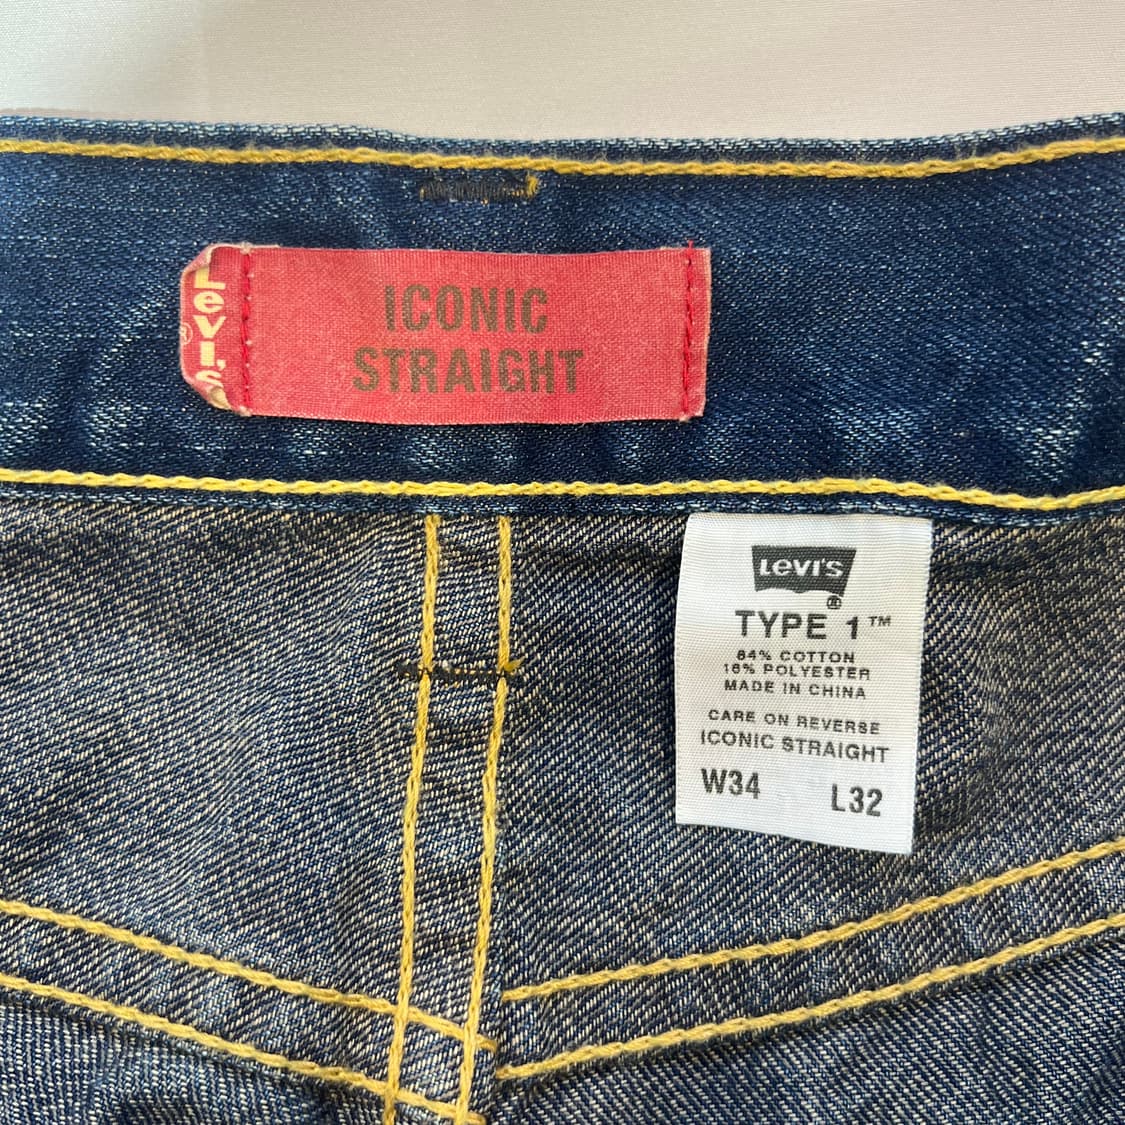 Levi's
®
ICONIC
STRAIGHT
LEVI'S
®
TYPE 1™
84% COTTON
16% POLYESTER
MADE IN CHINA
CARE ON REVERSE
ICONIC STRAIGHT
W34 L32